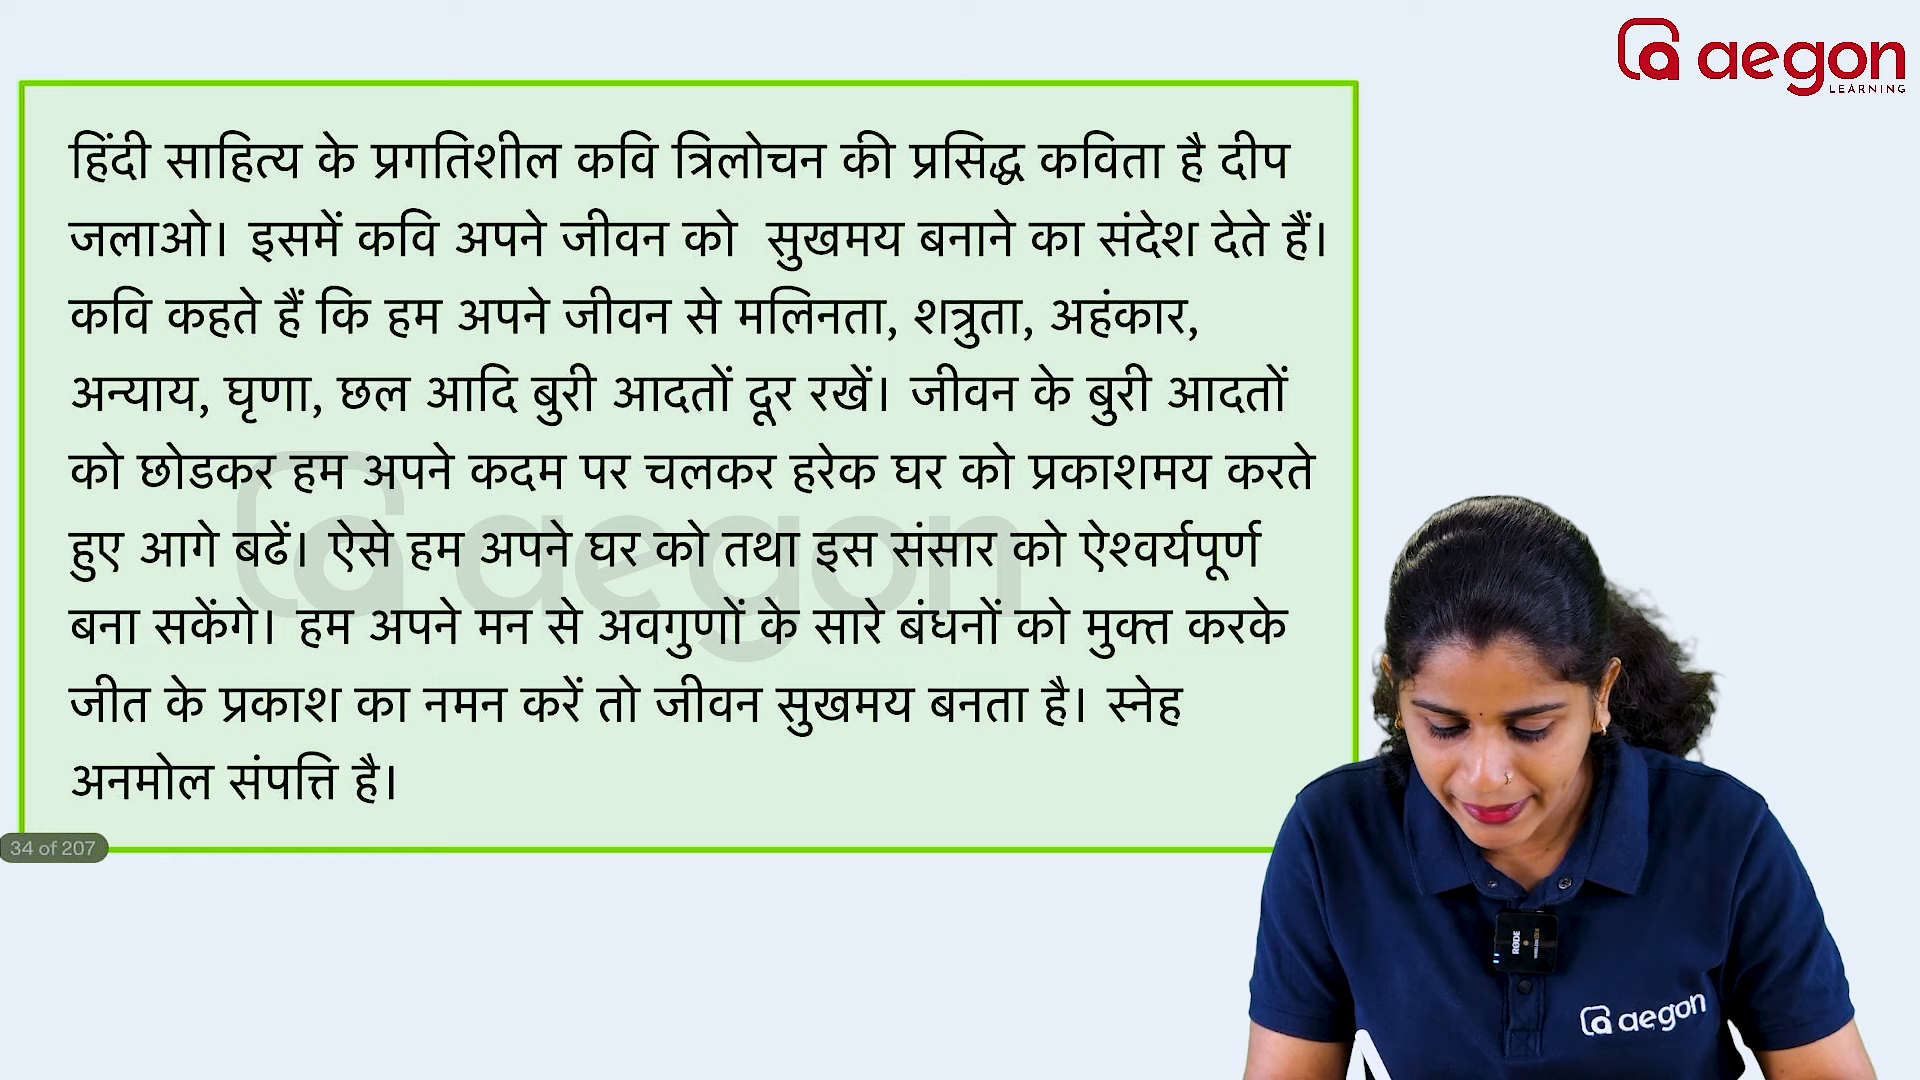 aegon
LEARNING
हिंदी साहित्य के प्रगतिशील कवि त्रिलोचन की प्रसिद्ध कविता है दीप
जलाओ। इसमें कवि अपने जीवन को सुखमय बनाने का संदेश देते हैं।
कवि कहते हैं कि हम अपने जीवन से मलिनता, शत्रुता, अहंकार,
अन्याय, घृणा, छल आदि बुरी आदतों दूर रखें। जीवन के बुरी आदतों
को छोडकर हम अपने कदम पर चलकर हरेक घर को प्रकाशमय करते
हुए आगे बढें। ऐसे हम अपने घर को तथा इस संसार को ऐश्वर्यपूर्ण
बना सकेंगे। हम अपने मन से अवगुणों के सारे बंधनों को मुक्त करके
जीत के प्रकाश का नमन करें तो जीवन सुखमय बनता है। स्नेह
अनमोल संपत्ति है।
aegon
34 of 207
RØDE
aegon